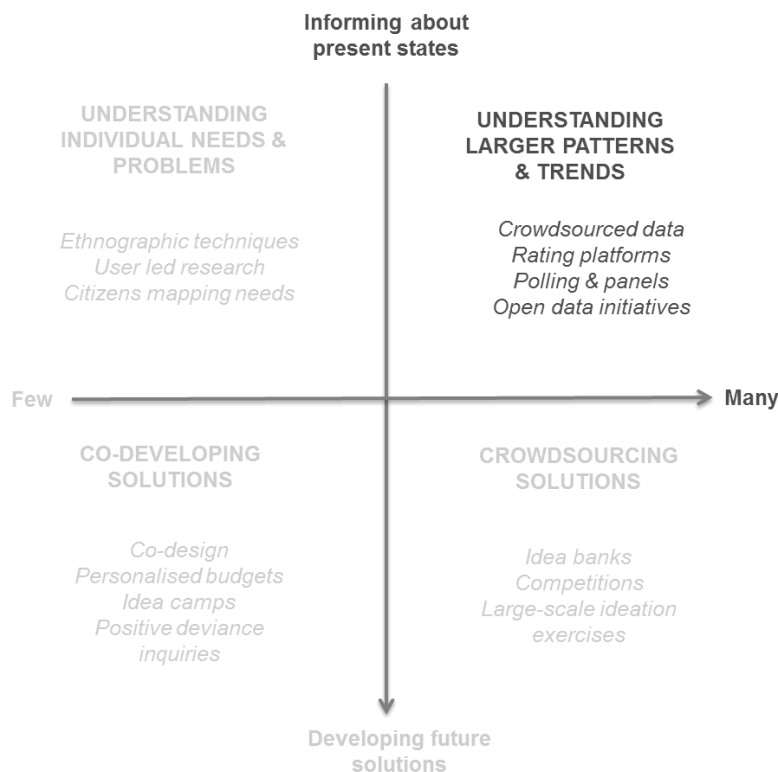 Informing about
present states
UNDERSTANDING
INDIVIDUAL NEEDS &
PROBLEMS
Ethnographic techniques
User led research
Citizens mapping needs
UNDERSTANDING
LARGER PATTERNS
& TRENDS
Crowdsourced data
Rating platforms
Polling & panels
Open data initiatives
Few
Many
CO-DEVELOPING
SOLUTIONS
Co-design
Personalised budgets
Idea camps
Positive deviance
inquiries
CROWDSOURCING
SOLUTIONS
Idea banks
Competitions
Large-scale ideation
exercises
Developing future
solutions